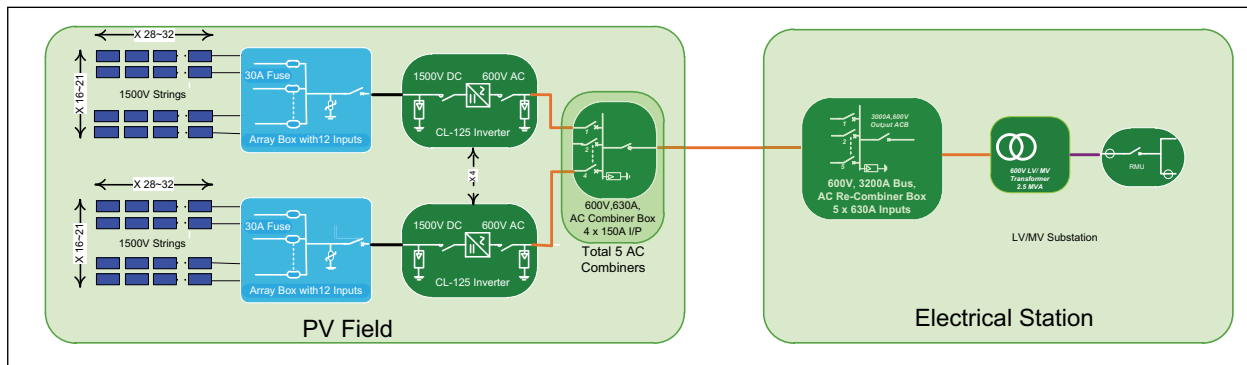 X 28~32
X 16~21
1500V Strings
30A Fuse
Array Box with12 Inputs
1500V DC
600V AC
CL-125 Inverter
X 4
X 28~32
X 16~21
1500V Strings
30A Fuse
Array Box with12 Inputs
1500V DC
600V AC
CL-125 Inverter
1
2
4
600V,630A,
AC Combiner Box
4 x 150A I/P
Total 5 AC
Combiners
PV Field
3000A,600V
Output ACB
1
2
5
600V, 3200A Bus,
AC Re-Combiner Box
5 x 630A Inputs
600V LV/ MV
Transformer
2.5 MVA
RMU
LV/MV Substation
Electrical Station